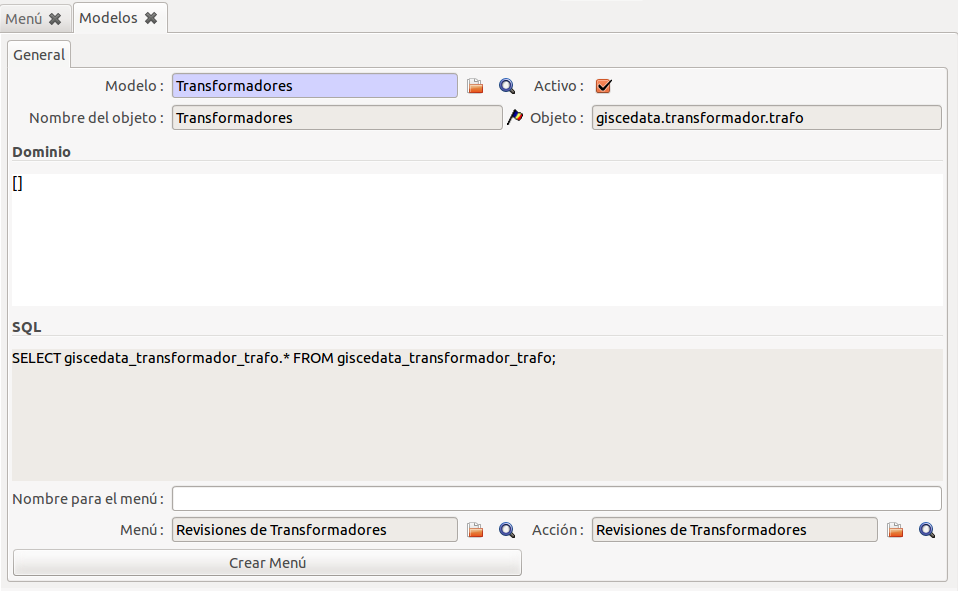 Menú Modelos
General
Modelo : Transformadores Activo :
Nombre del objeto : Transformadores Objeto : giscedata.transformador.trafo
Dominio
[]
SQL
SELECT giscedata_transformador_trafo.* FROM giscedata_transformador_trafo;
Nombre para el menú :
Menú : Revisiones de Transformadores Acción : Revisiones de Transformadores
Crear Menú